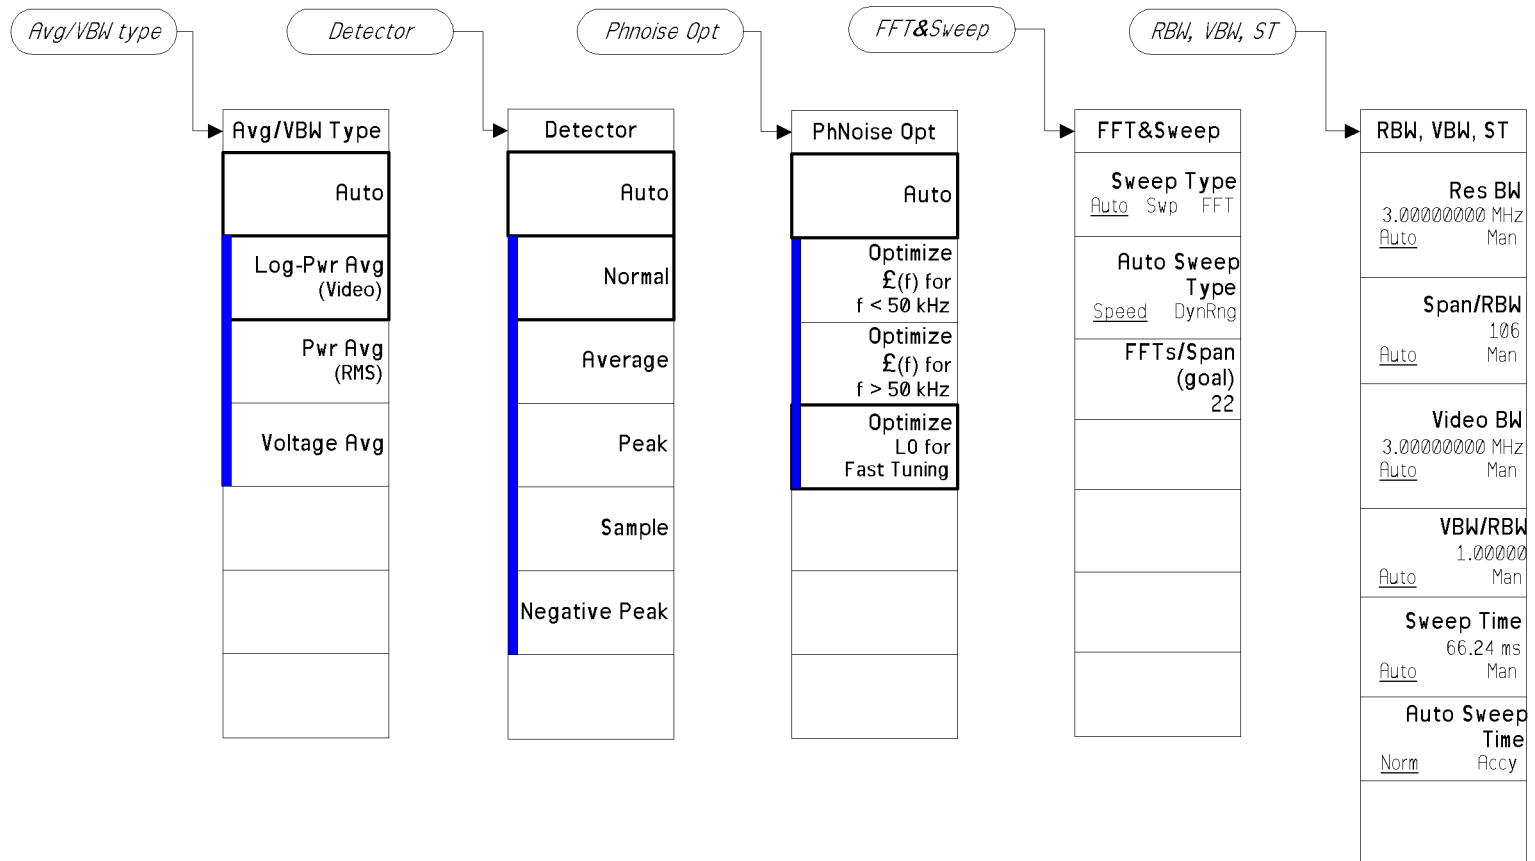 Avg/VBW type
Detector
Phnoise Opt
FFT&Sweep
RBW, VBW, ST
Avg/VBW Type
Auto
Log-Pwr Avg
(Video)
Pwr Avg
(RMS)
Voltage Avg
Detector
Auto
Normal
Average
Peak
Sample
Negative Peak
PhNoise Opt
Auto
Optimize
£(f) for
f < 50 kHz
Optimize
£(f) for
f > 50 kHz
Optimize
LO for
Fast Tuning
FFT&Sweep
Sweep Type
Auto Swp FFT
Auto Sweep
Type
Speed DynRng
FFTs/Span
(goal)
22
RBW, VBW, ST
Res BW
3.00000000 MHz
Auto Man
Span/RBW
106
Auto Man
Video BW
3.00000000 MHz
Auto Man
VBW/RBW
1.00000
Auto Man
Sweep Time
66.24 ms
Auto Man
Auto Sweep
Time
Norm Accy